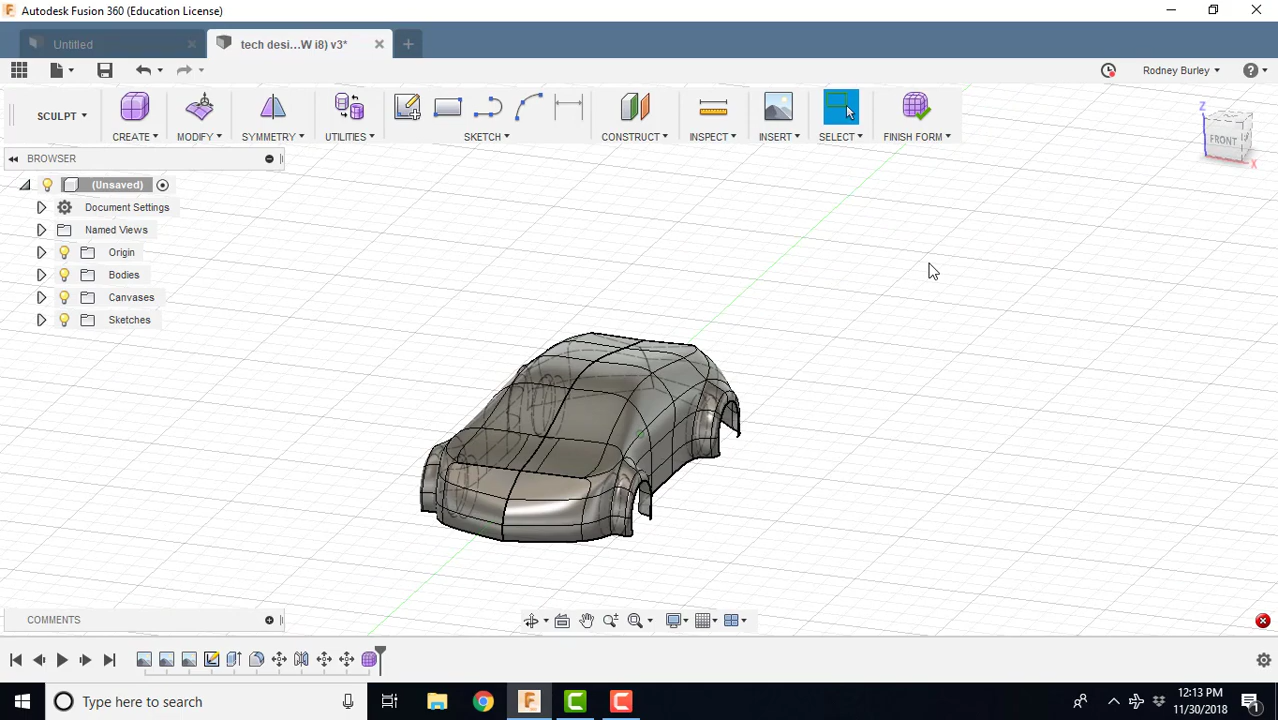 Autodesk Fusion 360 (Education License)
Untitled
tech desi...W i8) v3*
Rodney Burley
SCULPT
CREATE
MODIFY
SYMMETRY
UTILITIES
SKETCH
CONSTRUCT
INSPECT
INSERT
SELECT
FINISH FORM
BROWSER
(Unsaved)
Document Settings
Named Views
Origin
Bodies
Canvases
Sketches
Z
FRONT
X
COMMENTS
Type here to search
12:13 PM
11/30/2018